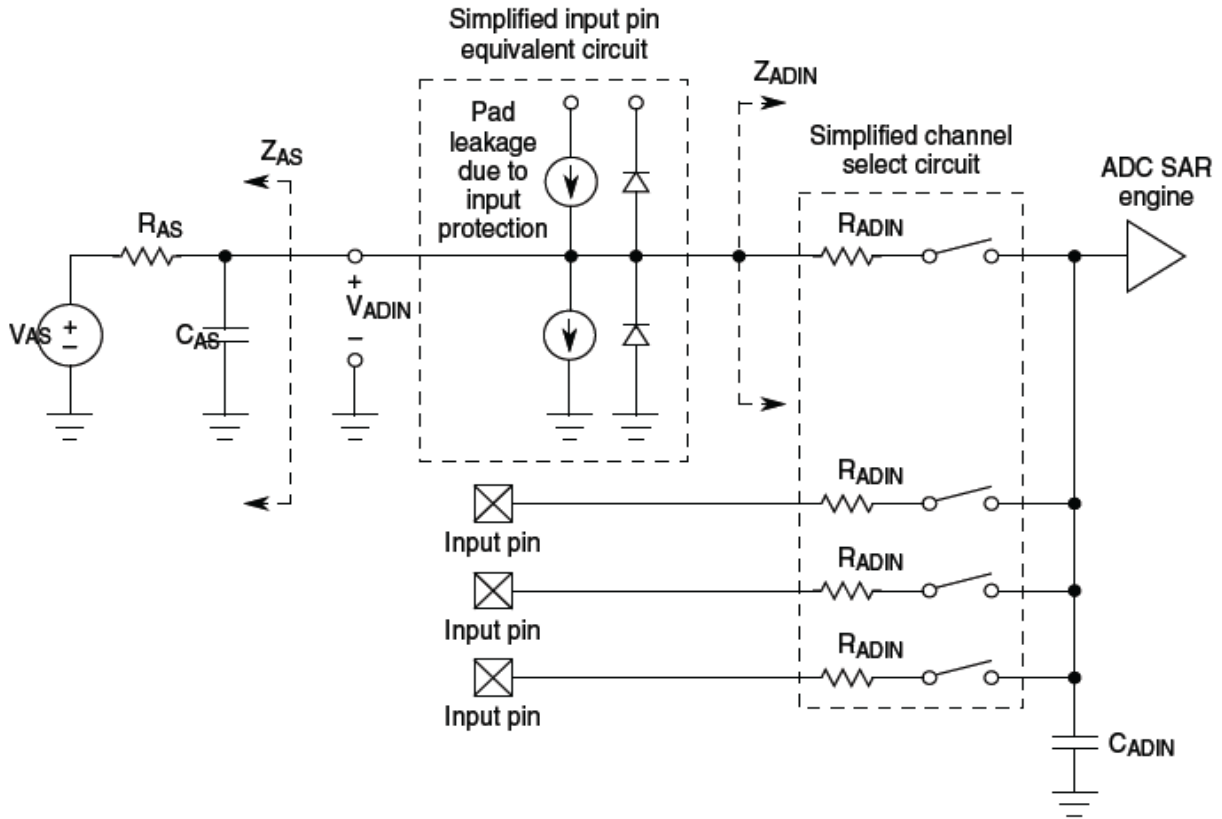 Simplified input pin
equivalent circuit
Pad
leakage
due to
input
protection
ZADIN
Simplified channel
select circuit
ADC SAR
engine
ZAS
RAS
RADIN
VAS
+
–
CAS
+
VADIN
–
RADIN
Input pin
RADIN
Input pin
RADIN
Input pin
CADIN